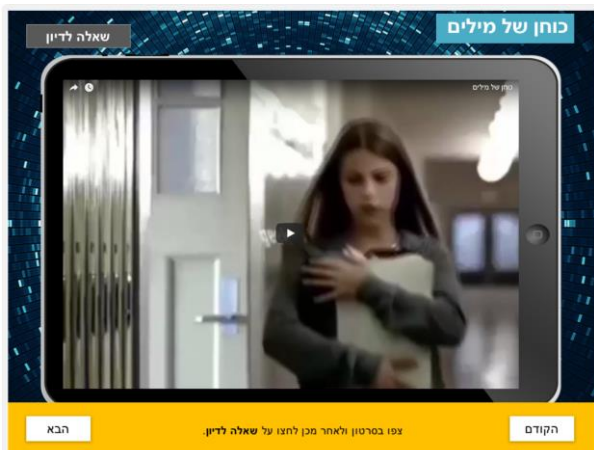 כוחן של מילים
שאלה לדיון
כוחן של מילים
הקודם
צפו בסרטון ולאחר מכן לחצו על שאלה לדיון.
הבא